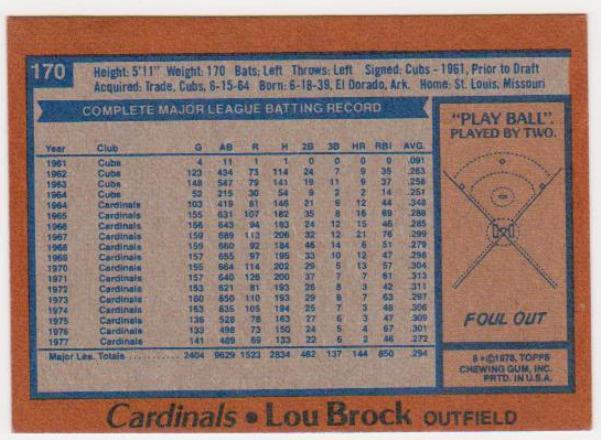 170
Height: 5'11" Weight: 170 Bats: Left Throws: Left Signed: Cubs - 1961, Prior to Draft
Acquired: Trade, Cubs, 6-15-64 Born: 6-18-39, El Dorado, Ark. Home: St. Louis, Missouri
COMPLETE MAJOR LEAGUE BATTING RECORD
Year Club G AB R H 2B 3B HR RBI AVG.
1961 Cubs 4 11 1 1 0 0 0 0 .091
1962 Cubs 123 434 73 114 24 7 9 35 .263
1963 Cubs 148 547 79 141 19 11 9 37 .258
1964 Cubs 52 215 30 54 9 2 2 14 .251
1964 Cardinals 103 419 81 146 21 9 12 44 .348
1965 Cardinals 155 631 107 182 35 8 16 69 .288
1966 Cardinals 156 643 94 183 24 12 15 46 .285
1967 Cardinals 159 689 113 206 32 12 21 76 .299
1968 Cardinals 159 660 92 184 46 14 6 51 .279
1969 Cardinals 157 655 97 195 33 10 12 47 .298
1970 Cardinals 155 664 114 202 29 5 13 57 .304
1971 Cardinals 157 640 126 200 37 7 7 61 .313
1972 Cardinals 153 621 81 193 26 8 3 42 .311
1973 Cardinals 160 650 110 193 29 8 7 63 .297
1974 Cardinals 153 635 105 194 25 7 3 48 .306
1975 Cardinals 136 528 78 163 27 6 3 47 .309
1976 Cardinals 133 498 73 150 24 5 4 67 .301
1977 Cardinals 141 489 69 133 22 6 2 46 .272
Major Lea. Totals 2404 9629 1523 2834 462 137 144 850 .294
"PLAY BALL".
PLAYED BY TWO.
FOUL OUT
©1978, TOPPS
CHEWING GUM, INC.
PRTD. IN U.S.A.
Cardinals • Lou Brock OUTFIELD